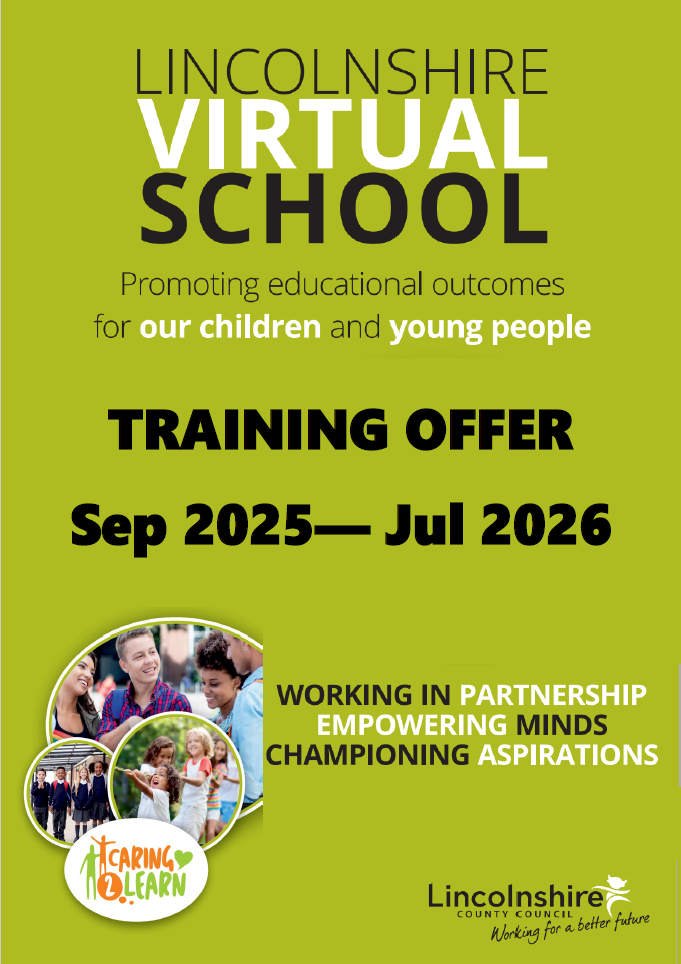 LINCOLNSHIRE
VIRTUAL
SCHOOL
Promoting educational outcomes
for our children and young people
TRAINING OFFER
Sep 2025— Jul 2026
WORKING IN PARTNERSHIP
EMPOWERING MINDS
CHAMPIONING ASPIRATIONS
CARING
2 LEARN
Lincolnshire
COUNTY COUNCIL
Working for a better future